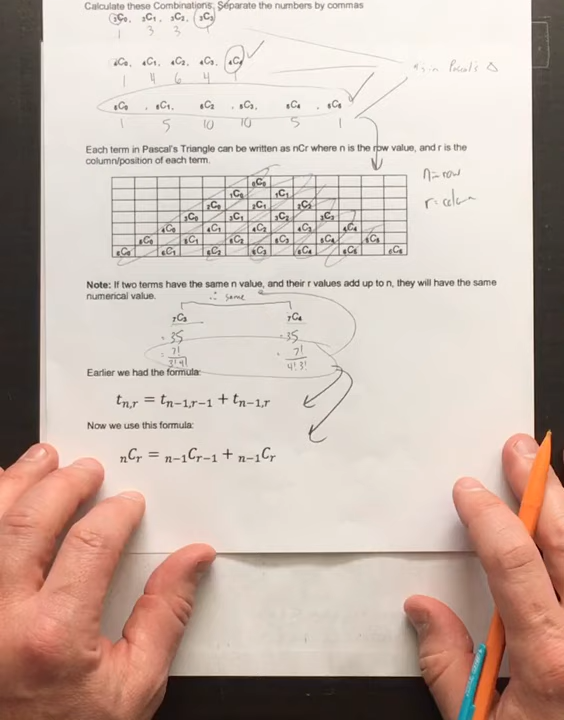 Calculate these Combinations; Separate the numbers by commas
₃C₀, ₃C₁, ₃C₂, ₃C₃
1 3 3 1
₄C₀, ₄C₁, ₄C₂, ₄C₃, ₄C₄
1 4 6 4 1
₅C₀ , ₅C₁, ₅C₂ , ₅C₃, ₅C₄ , ₅C₅
1 5 10 10 5 1
in Pascal's Δ
Each term in Pascal's Triangle can be written as nCr where n is the row value, and r is the
column/position of each term.
n=row
r=column
₀C₀
₁C₀ ₁C₁
₂C₀ ₂C₁ ₂C₂
₃C₀ ₃C₁ ₃C₂ ₃C₃
₄C₀ ₄C₁ ₄C₂ ₄C₃ ₄C₄
₅C₀ ₅C₁ ₅C₂ ₅C₃ ₅C₄ ₅C₅
₆C₀ ₆C₁ ₆C₂ ₆C₃ ₆C₄ ₆C₅ ₆C₆
Note: If two terms have the same n value, and their r values add up to n, they will have the same
numerical value.
∴ same
₇C₃ ₇C₄
=35 =35
= 7!/3!4! = 7!/4!3!
Earlier we had the formula:
tₙ,ᵣ = tₙ₋₁,ᵣ₋₁ + tₙ₋₁,ᵣ
Now we use this formula:
ₙCᵣ = ₙ₋₁Cᵣ₋₁ + ₙ₋₁Cᵣ